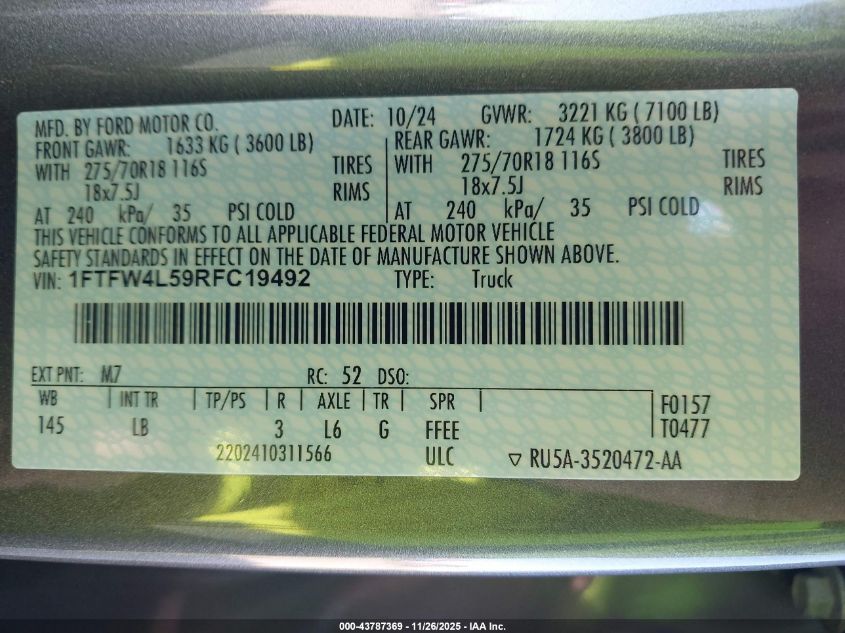 MFD. BY FORD MOTOR CO. DATE: 10/24 GVWR: 3221 KG ( 7100 LB)
FRONT GAWR: 1633 KG ( 3600 LB) REAR GAWR: 1724 KG ( 3800 LB)
WITH 275/70R18 116S TIRES WITH 275/70R18 116S TIRES
18x7.5J RIMS 18x7.5J RIMS
AT 240 kPa/ 35 PSI COLD AT 240 kPa/ 35 PSI COLD
THIS VEHICLE CONFORMS TO ALL APPLICABLE FEDERAL MOTOR VEHICLE
SAFETY STANDARDS IN EFFECT ON THE DATE OF MANUFACTURE SHOWN ABOVE.
VIN: 1FTFW4L59RFC19492 TYPE: Truck
EXT PNT: M7 RC: 52 DSO:
WB INT TR TP/PS R AXLE TR SPR F0157
145 LB 3 L6 G FFEE T0477
2202410311566 ULC ▽ RU5A-3520472-AA
000-43787369 - 11/26/2025 - IAA Inc.